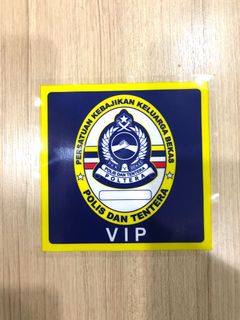 PERSATUAN KEBAJIKAN KELUARGA BEKAS
POLIS DAN TENTERA
POLTERA
POLIS DAN TENTERA
VIP